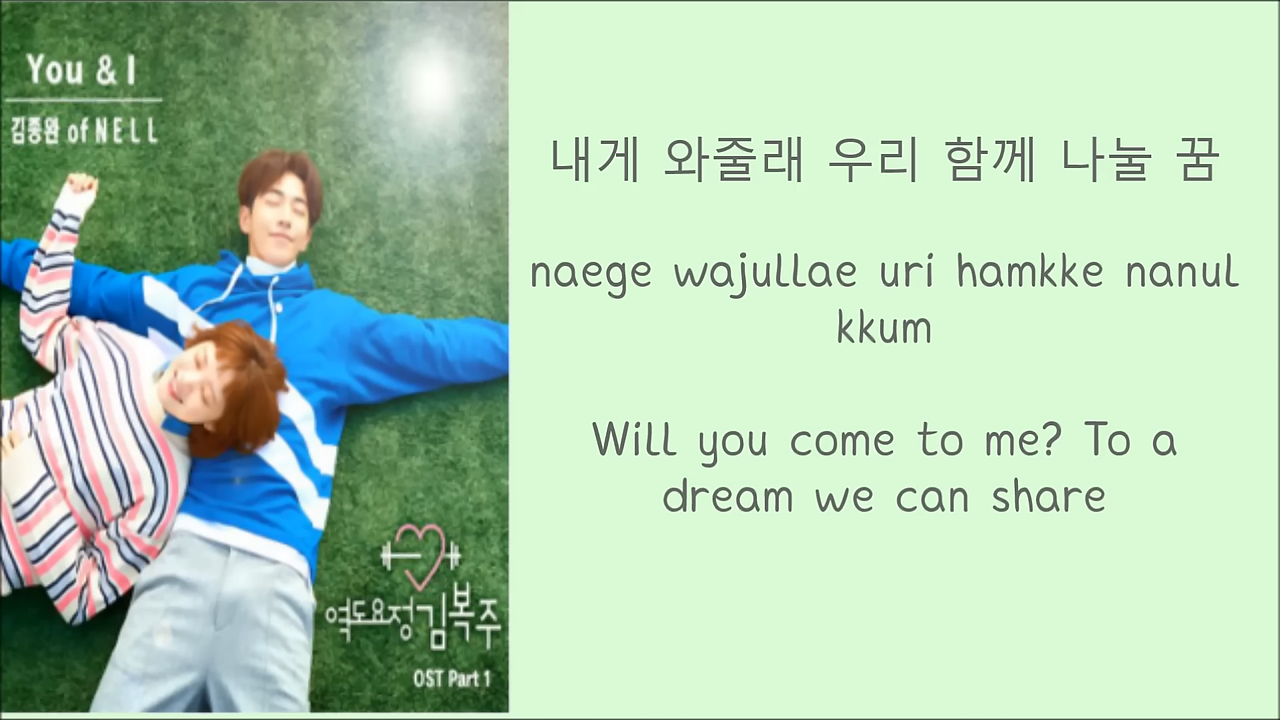 You & I
김종완 of NELL
역도요정김복주
OST Part 1
내게 와줄래 우리 함께 나눌 꿈
naege wajullae uri hamkke nanul
kkum
Will you come to me? To a
dream we can share